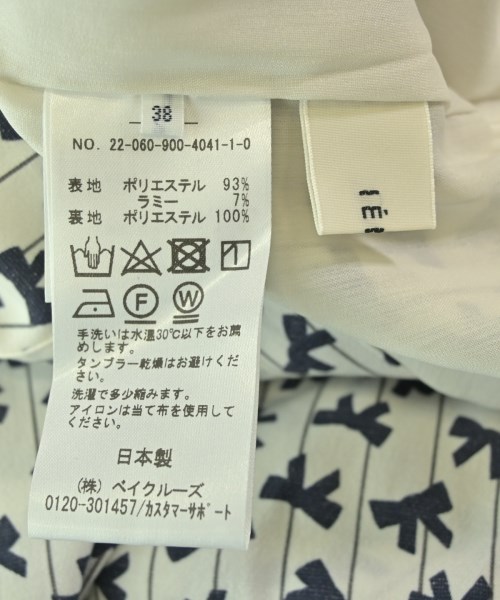 38
NO. 22-060-900-4041-1-0
表地 ポリエステル 93%
ラミー 7%
裏地 ポリエステル 100%
F W
手洗いは水温30℃以下をお薦
めします。
タンブラー乾燥はお避けくださ
い。
洗濯で多少縮みます。
アイロンは当て布を使用して
ください。
日本製
(株) ベイクルーズ
0120-301457/カスタマーサポート